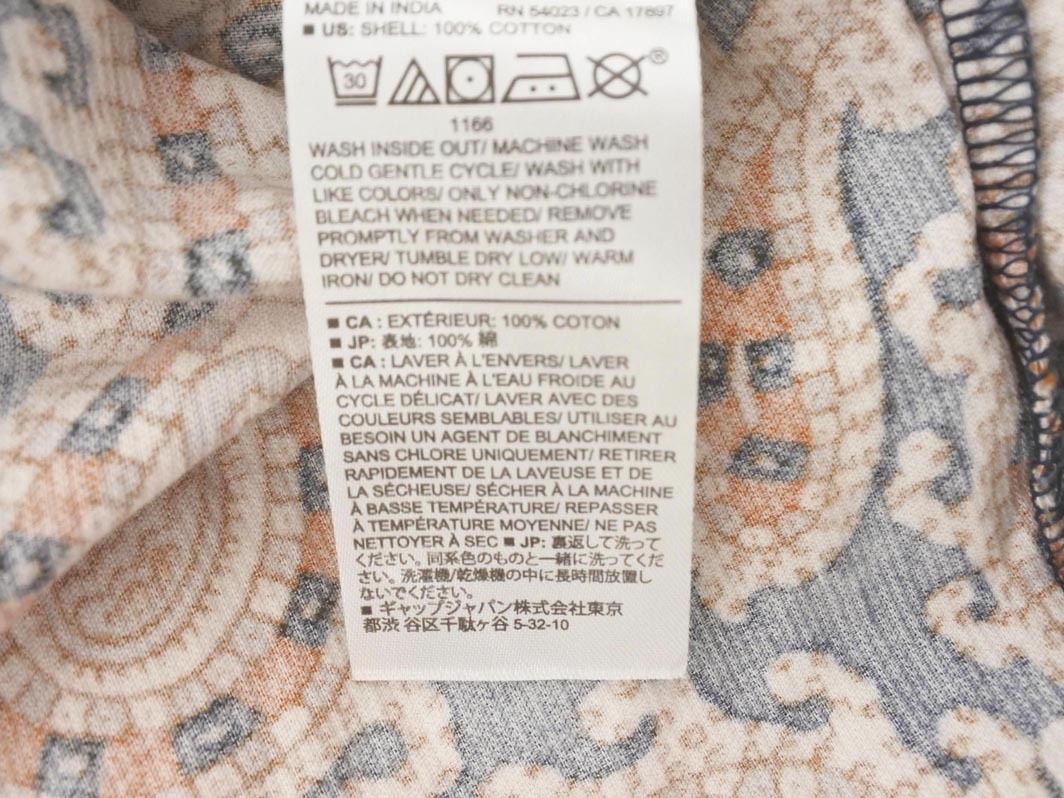 MADE IN INDIA RN 54023 / CA 17897
■ US: SHELL: 100% COTTON
30 ®
1166
WASH INSIDE OUT/ MACHINE WASH
COLD GENTLE CYCLE/ WASH WITH
LIKE COLORS/ ONLY NON-CHLORINE
BLEACH WHEN NEEDED/ REMOVE
PROMPTLY FROM WASHER AND
DRYER/ TUMBLE DRY LOW/ WARM
IRON/ DO NOT DRY CLEAN
■ CA : EXTÉRIEUR: 100% COTON
■ JP: 表地: 100% 綿
■ CA : LAVER À L'ENVERS/ LAVER
À LA MACHINE À L'EAU FROIDE AU
CYCLE DÉLICAT/ LAVER AVEC DES
COULEURS SEMBLABLES/ UTILISER AU
BESOIN UN AGENT DE BLANCHIMENT
SANS CHLORE UNIQUEMENT/ RETIRER
RAPIDEMENT DE LA LAVEUSE ET DE
LA SÉCHEUSE/ SÉCHER À LA MACHINE
À BASSE TEMPÉRATURE/ REPASSER
À TEMPÉRATURE MOYENNE/ NE PAS
NETTOYER À SEC ■ JP: 裏返して洗って
ください。同系色のものと一緒に洗ってくだ
さい。洗濯機/乾燥機の中に長時間放置し
ないでください。
■ ギャップジャパン株式会社東京
都渋 谷区千駄ヶ谷 5-32-10